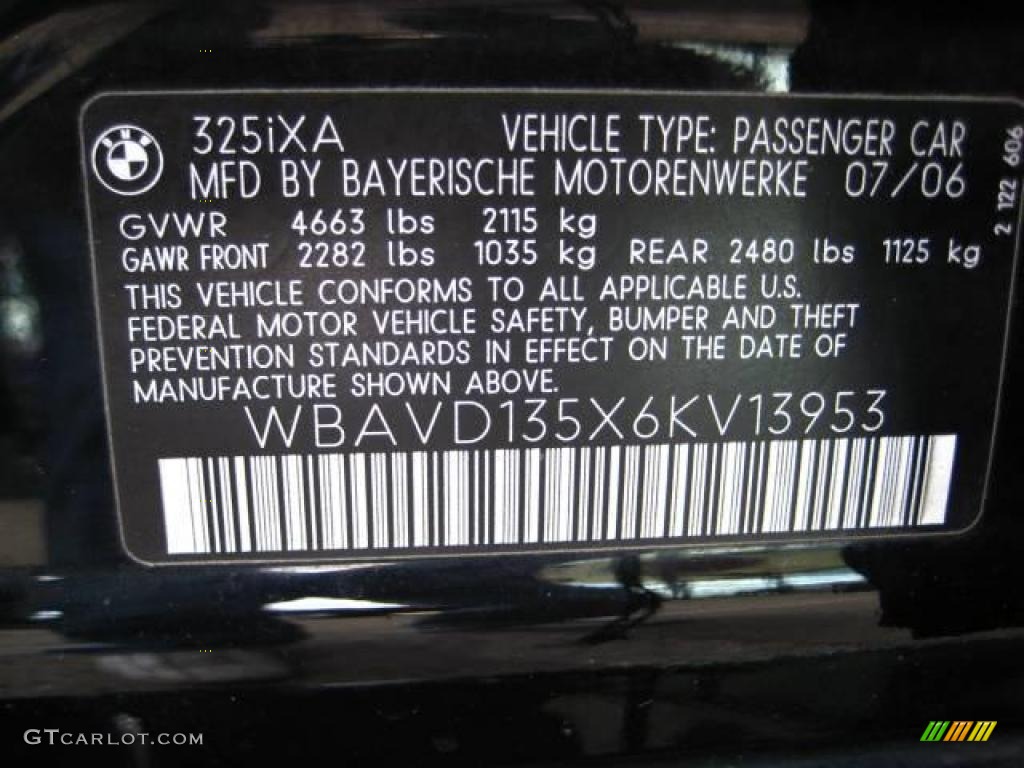 325iXA VEHICLE TYPE: PASSENGER CAR
MFD BY BAYERISCHE MOTORENWERKE 07/06
GVWR 4663 lbs 2115 kg
GAWR FRONT 2282 lbs 1035 kg REAR 2480 lbs 1125 kg
THIS VEHICLE CONFORMS TO ALL APPLICABLE U.S.
FEDERAL MOTOR VEHICLE SAFETY, BUMPER AND THEFT
PREVENTION STANDARDS IN EFFECT ON THE DATE OF
MANUFACTURE SHOWN ABOVE.
WBAVD135X6KV13953
2 122 606
GTCARLOT.COM